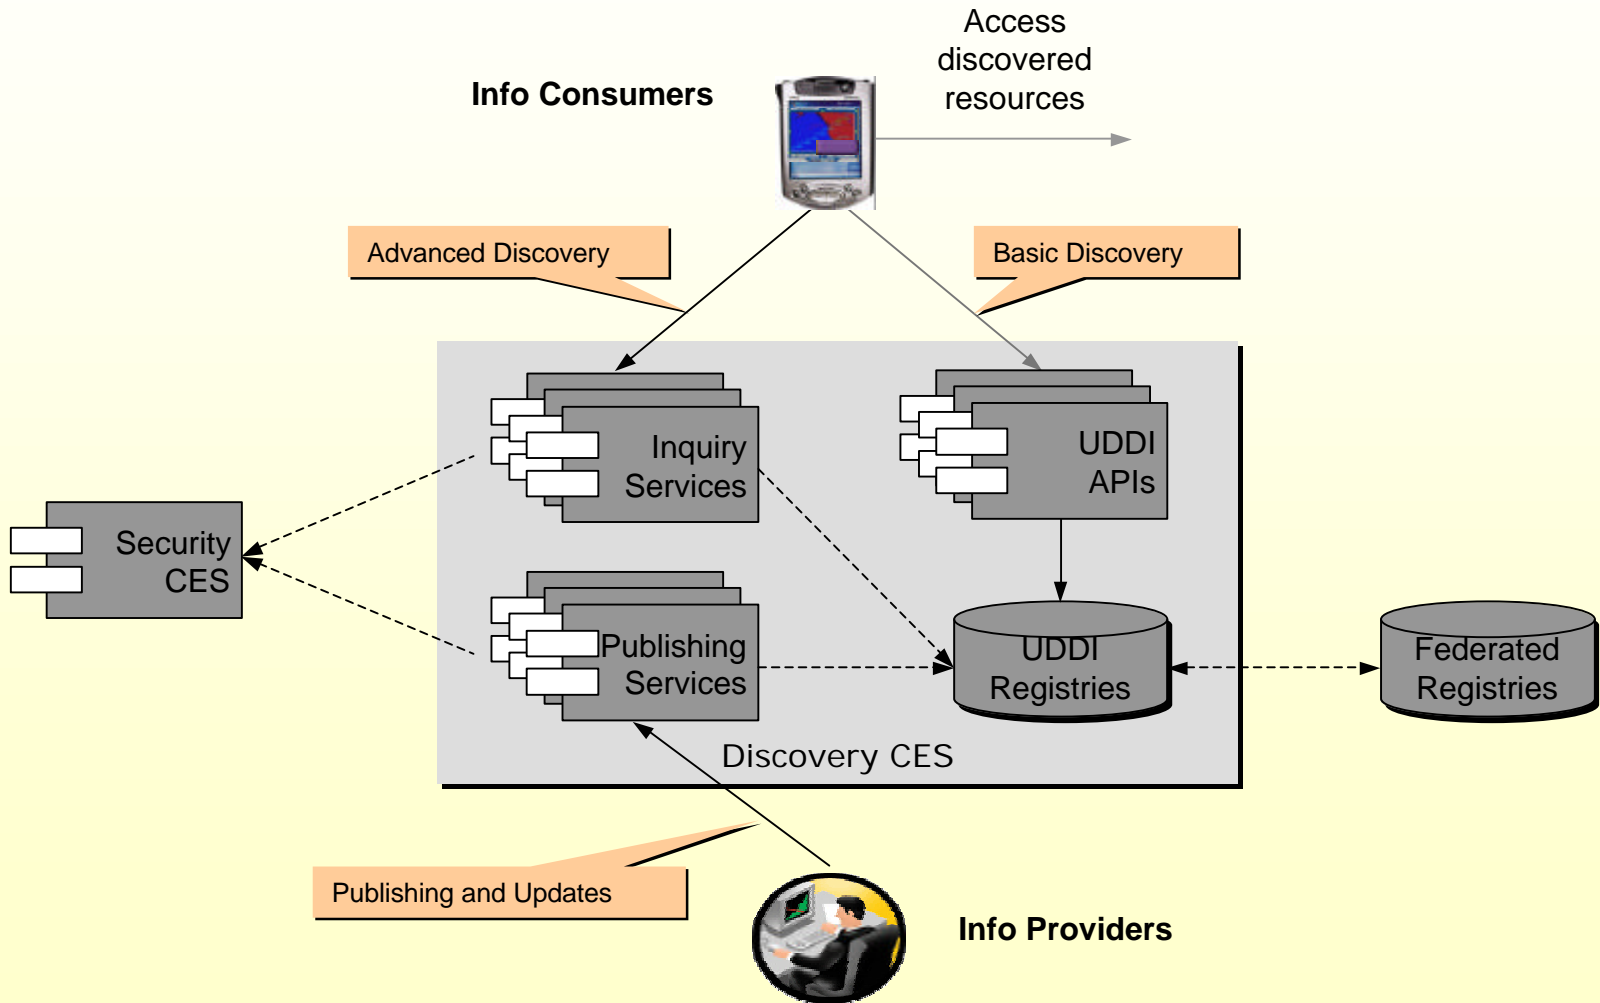 Access
discovered
resources
Info Consumers
Advanced Discovery
Basic Discovery
Inquiry
Services
UDDI
APIs
Security
CES
Publishing
Services
UDDI
Registries
Federated
Registries
Discovery CES
Publishing and Updates
Info Providers